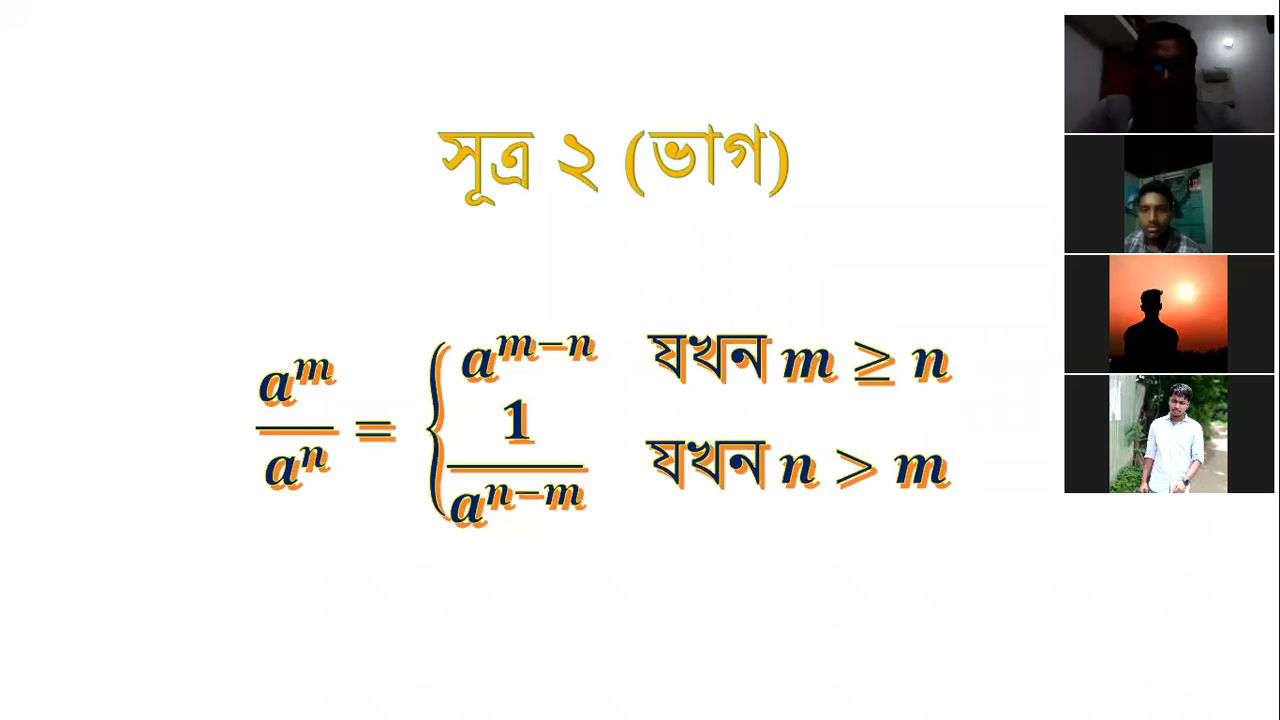 সূত্র ২ (ভাগ)
a^m / a^n = { a^(m−n) যখন m ≥ n
1 / a^(n−m) যখন n > m